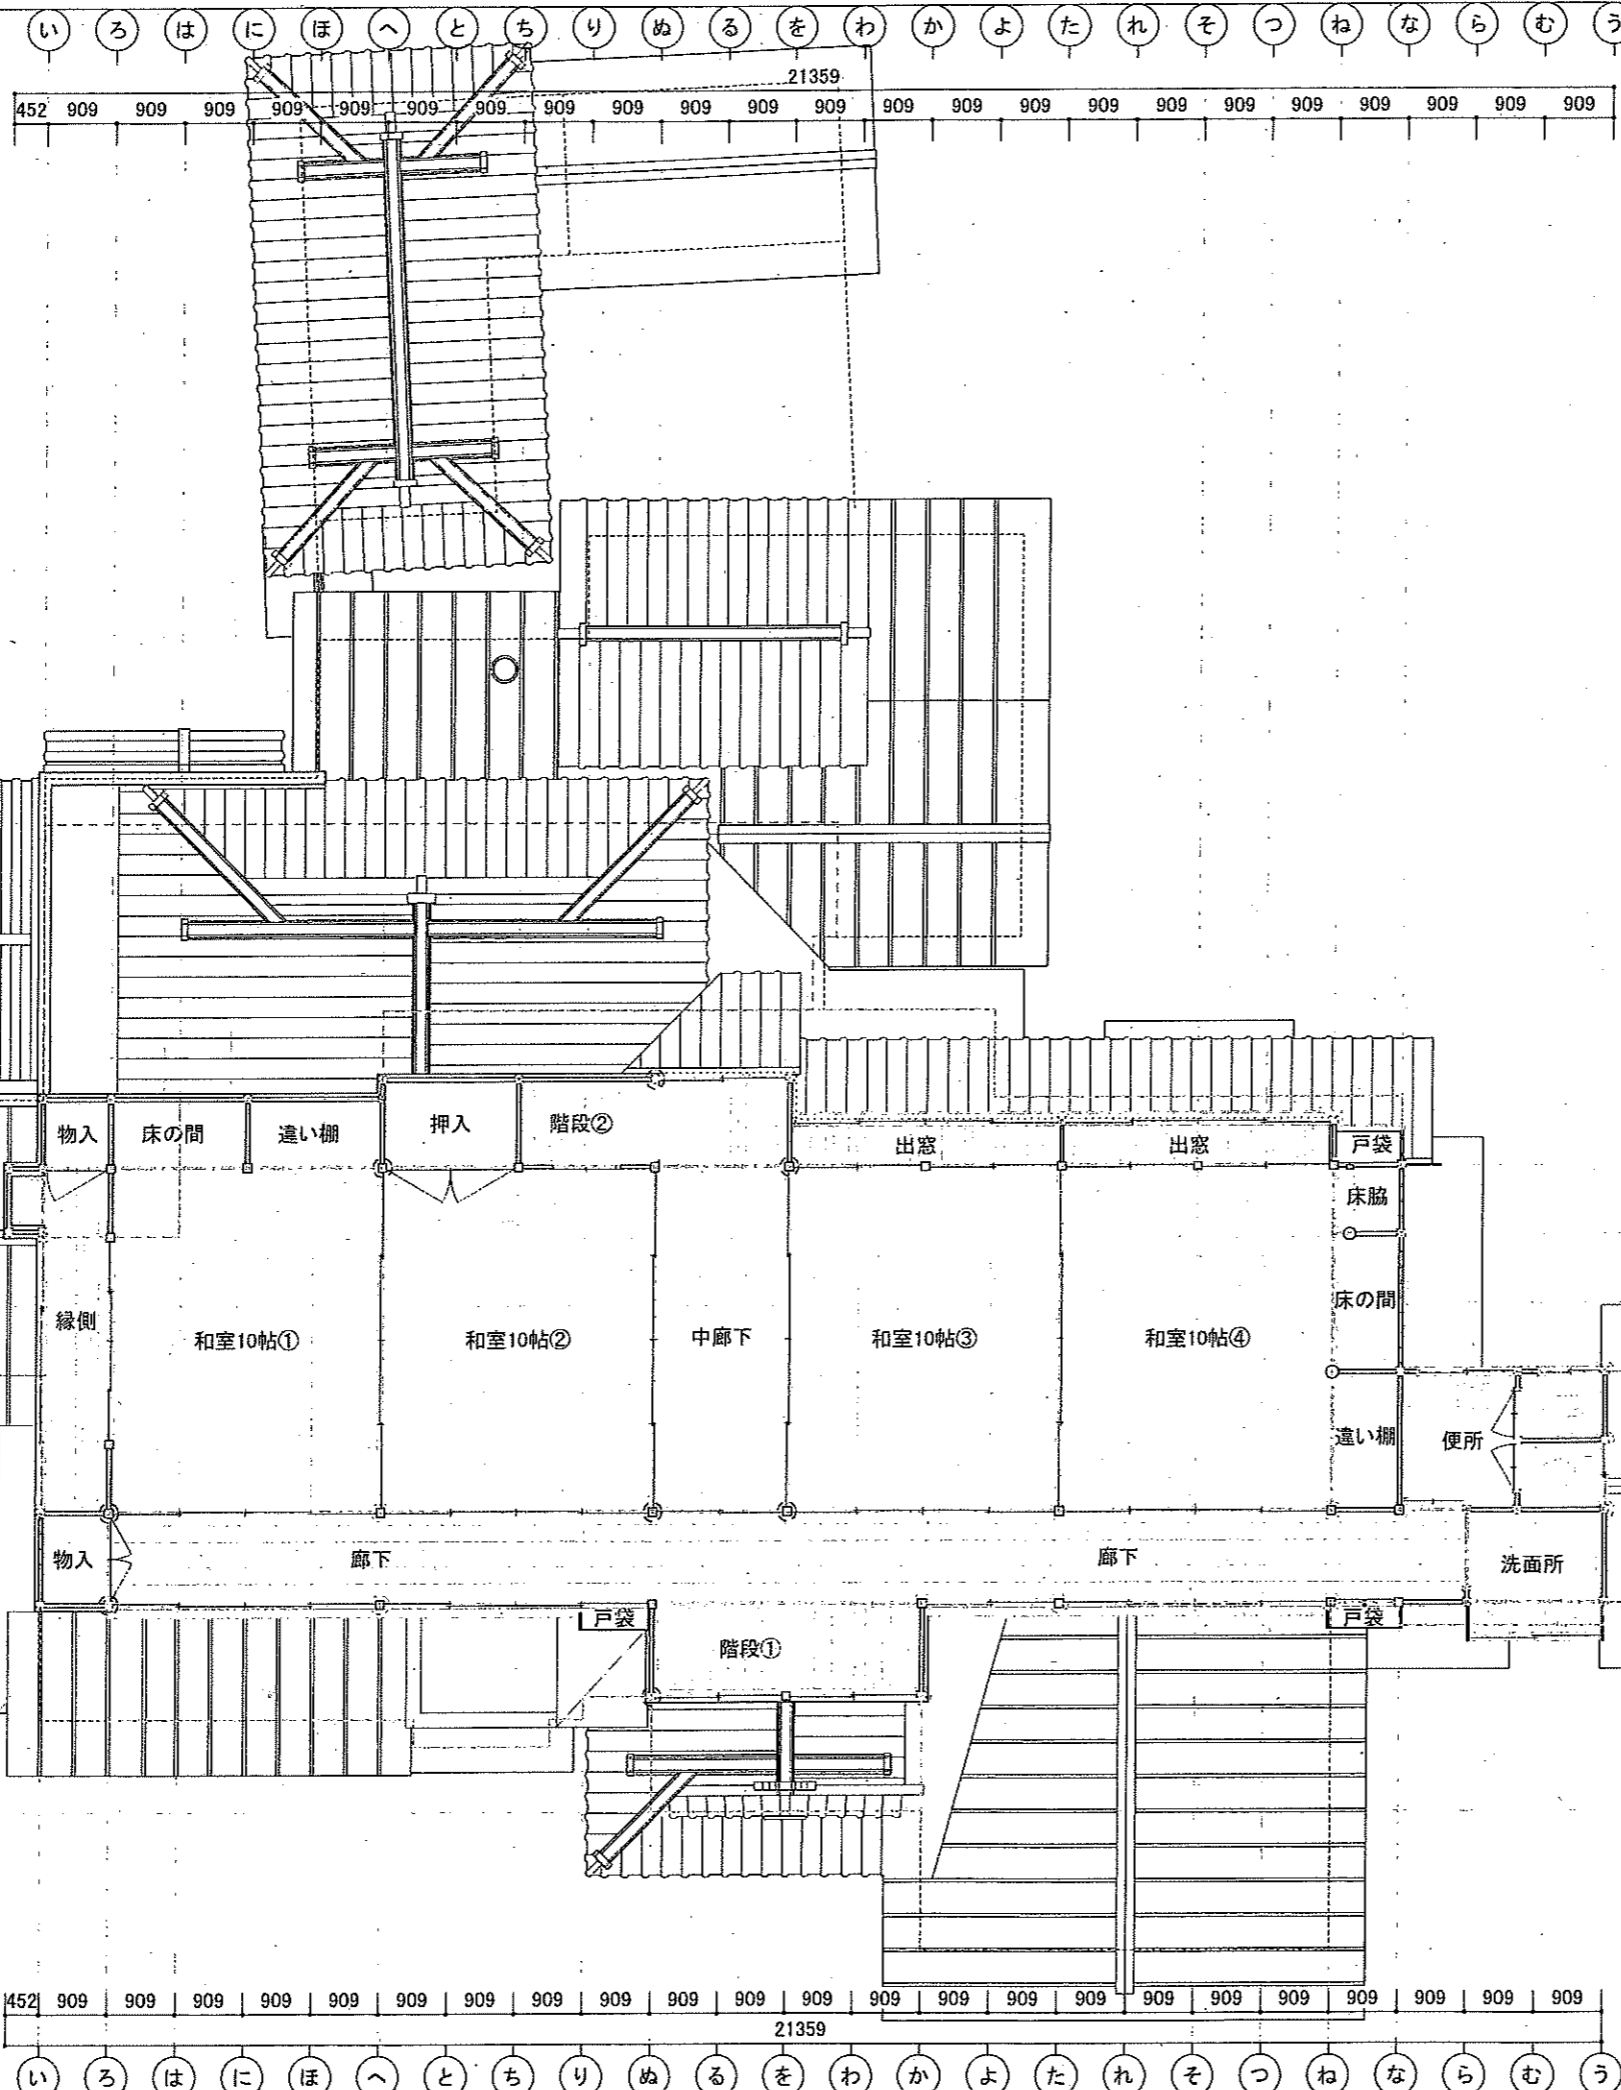 い ろ は に ほ へ と ち り ぬ る を わ か よ た れ そ つ ね な ら む う
21359
452 909 909 909 909 909 909 909 909 909 909 909 909 909 909 909 909 909 909 909 909 909 909 909
物入 床の間 違い棚 押入 階段② 出窓 出窓 戸袋
床脇
縁側 和室10帖① 和室10帖② 中廊下 和室10帖③ 和室10帖④ 床の間
違い棚 便所
物入 廊下 廊下 洗面所
戸袋 戸袋
階段①
452 909 909 909 909 909 909 909 909 909 909 909 909 909 909 909 909 909 909 909 909 909 909 909
21359
い ろ は に ほ へ と ち り ぬ る を わ か よ た れ そ つ ね な ら む う